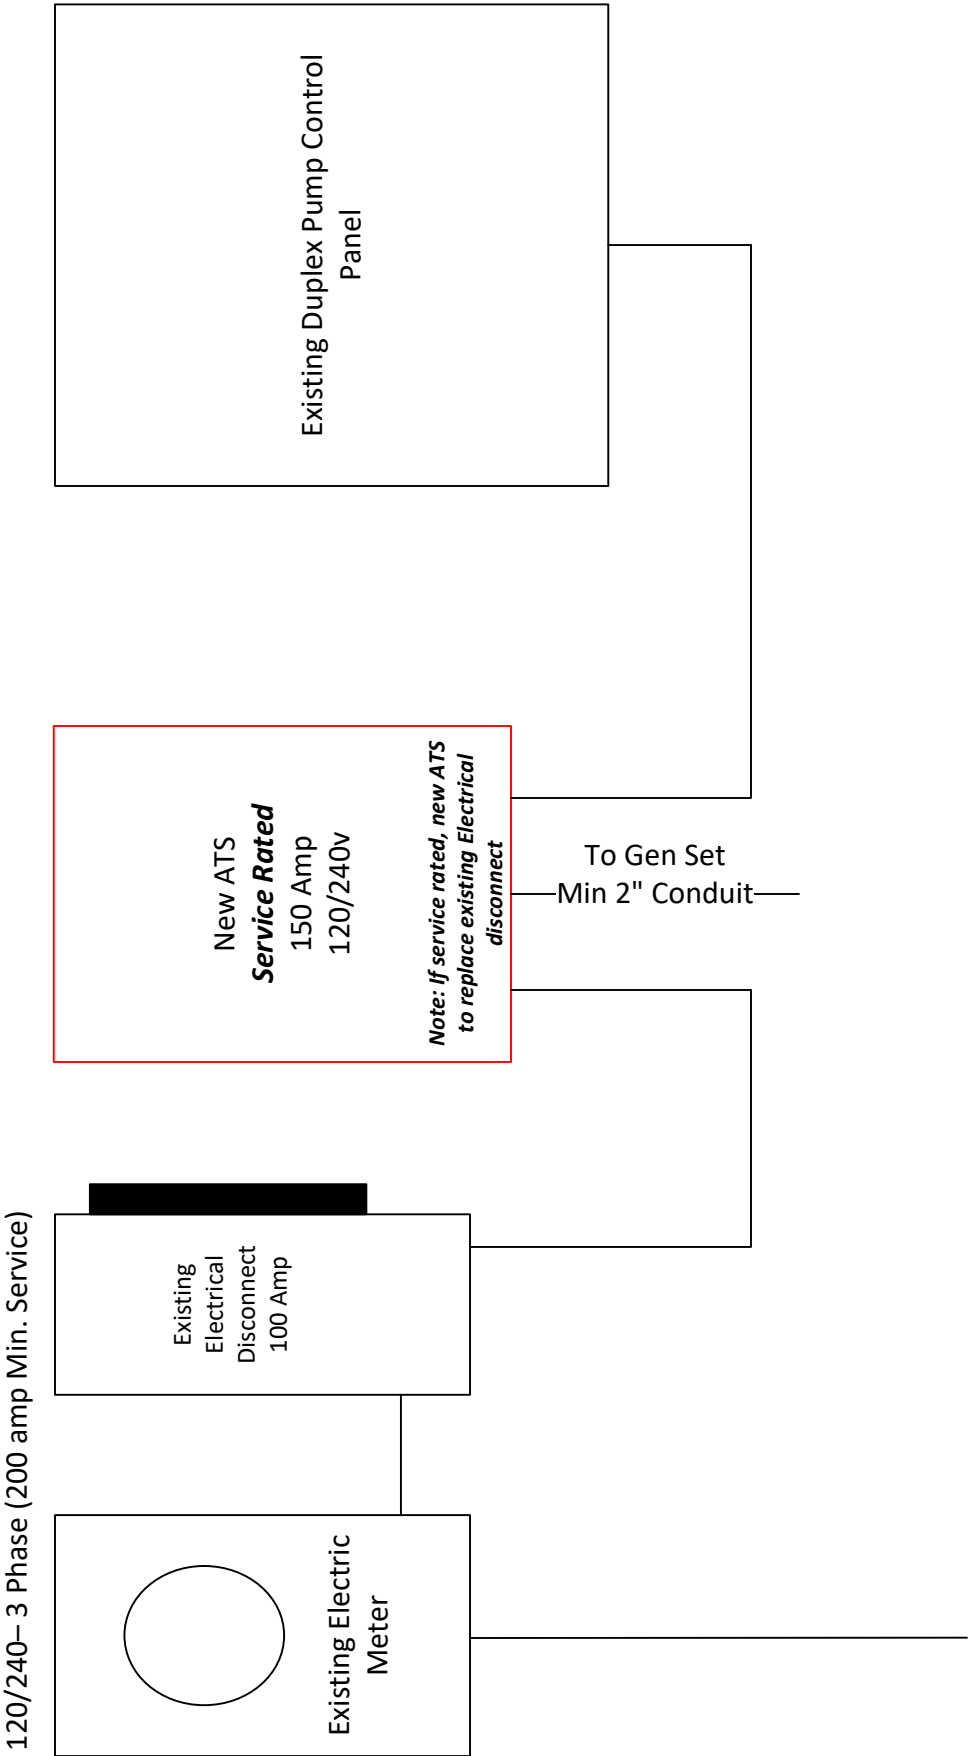 120/240– 3 Phase (200 amp Min. Service)
Existing Electric
Meter
Existing
Electrical
Disconnect
100 Amp
New ATS
Service Rated
150 Amp
120/240v
Note: If service rated, new ATS
to replace existing Electrical
disconnect
To Gen Set
Min 2" Conduit
Existing Duplex Pump Control
Panel